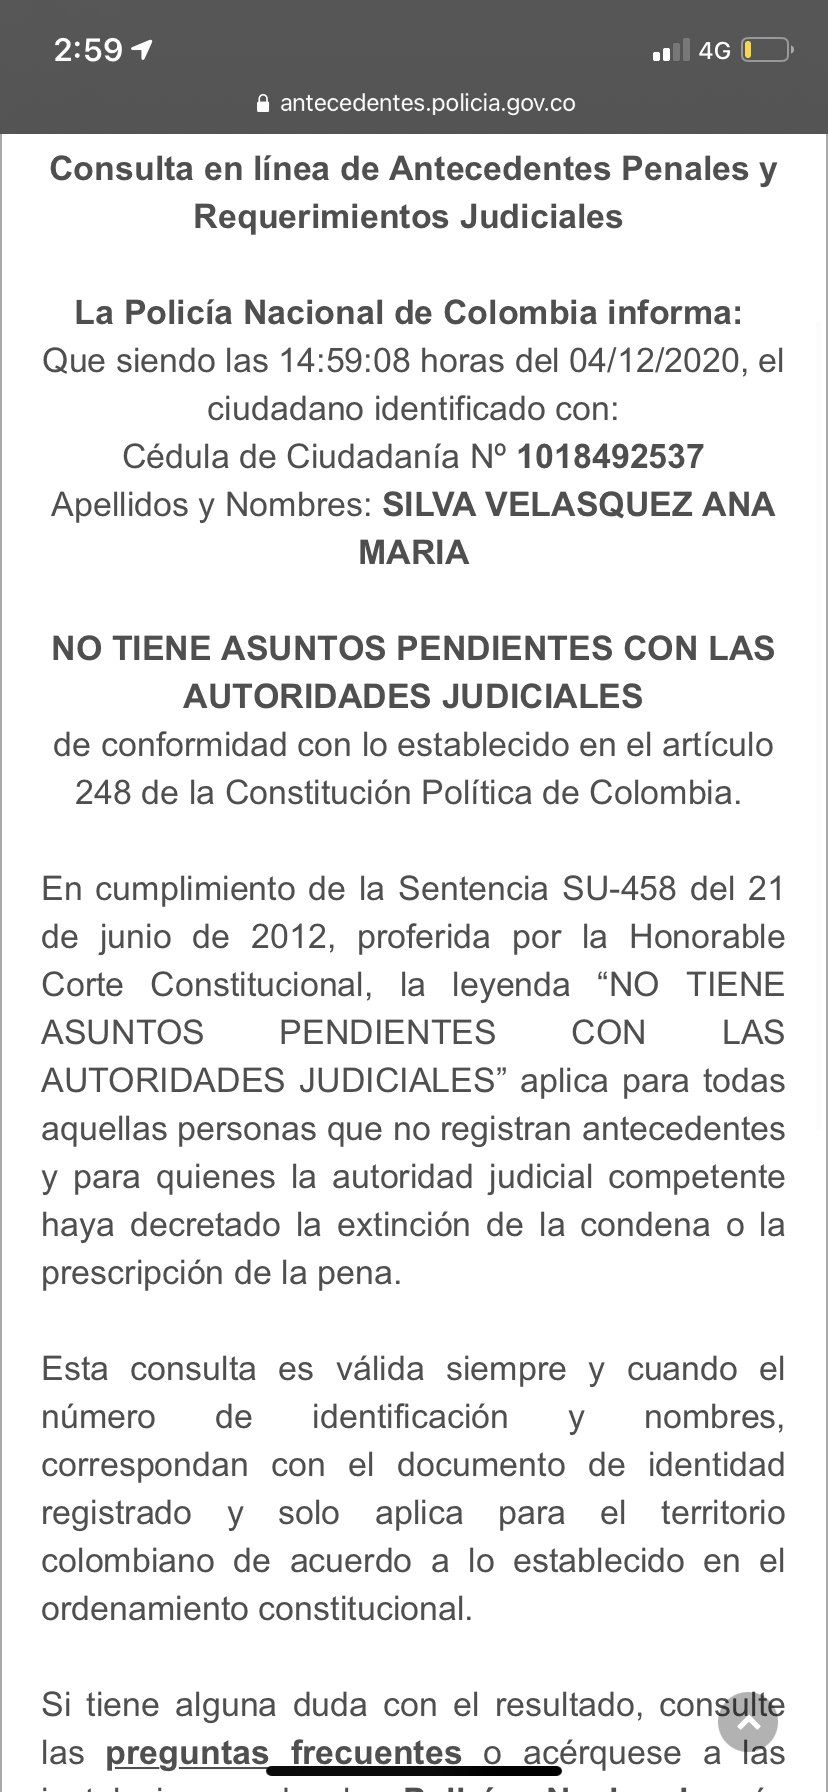 2:59
4G
antecedentes.policia.gov.co
Consulta en línea de Antecedentes Penales y
Requerimientos Judiciales
La Policía Nacional de Colombia informa:
Que siendo las 14:59:08 horas del 04/12/2020, el
ciudadano identificado con:
Cédula de Ciudadanía Nº 1018492537
Apellidos y Nombres: SILVA VELASQUEZ ANA
MARIA
NO TIENE ASUNTOS PENDIENTES CON LAS
AUTORIDADES JUDICIALES
de conformidad con lo establecido en el artículo
248 de la Constitución Política de Colombia.
En cumplimiento de la Sentencia SU-458 del 21
de junio de 2012, proferida por la Honorable
Corte Constitucional, la leyenda “NO TIENE
ASUNTOS PENDIENTES CON LAS
AUTORIDADES JUDICIALES” aplica para todas
aquellas personas que no registran antecedentes
y para quienes la autoridad judicial competente
haya decretado la extinción de la condena o la
prescripción de la pena.
Esta consulta es válida siempre y cuando el
número de identificación y nombres,
correspondan con el documento de identidad
registrado y solo aplica para el territorio
colombiano de acuerdo a lo establecido en el
ordenamiento constitucional.
Si tiene alguna duda con el resultado, consulte
las preguntas frecuentes o acérquese a las